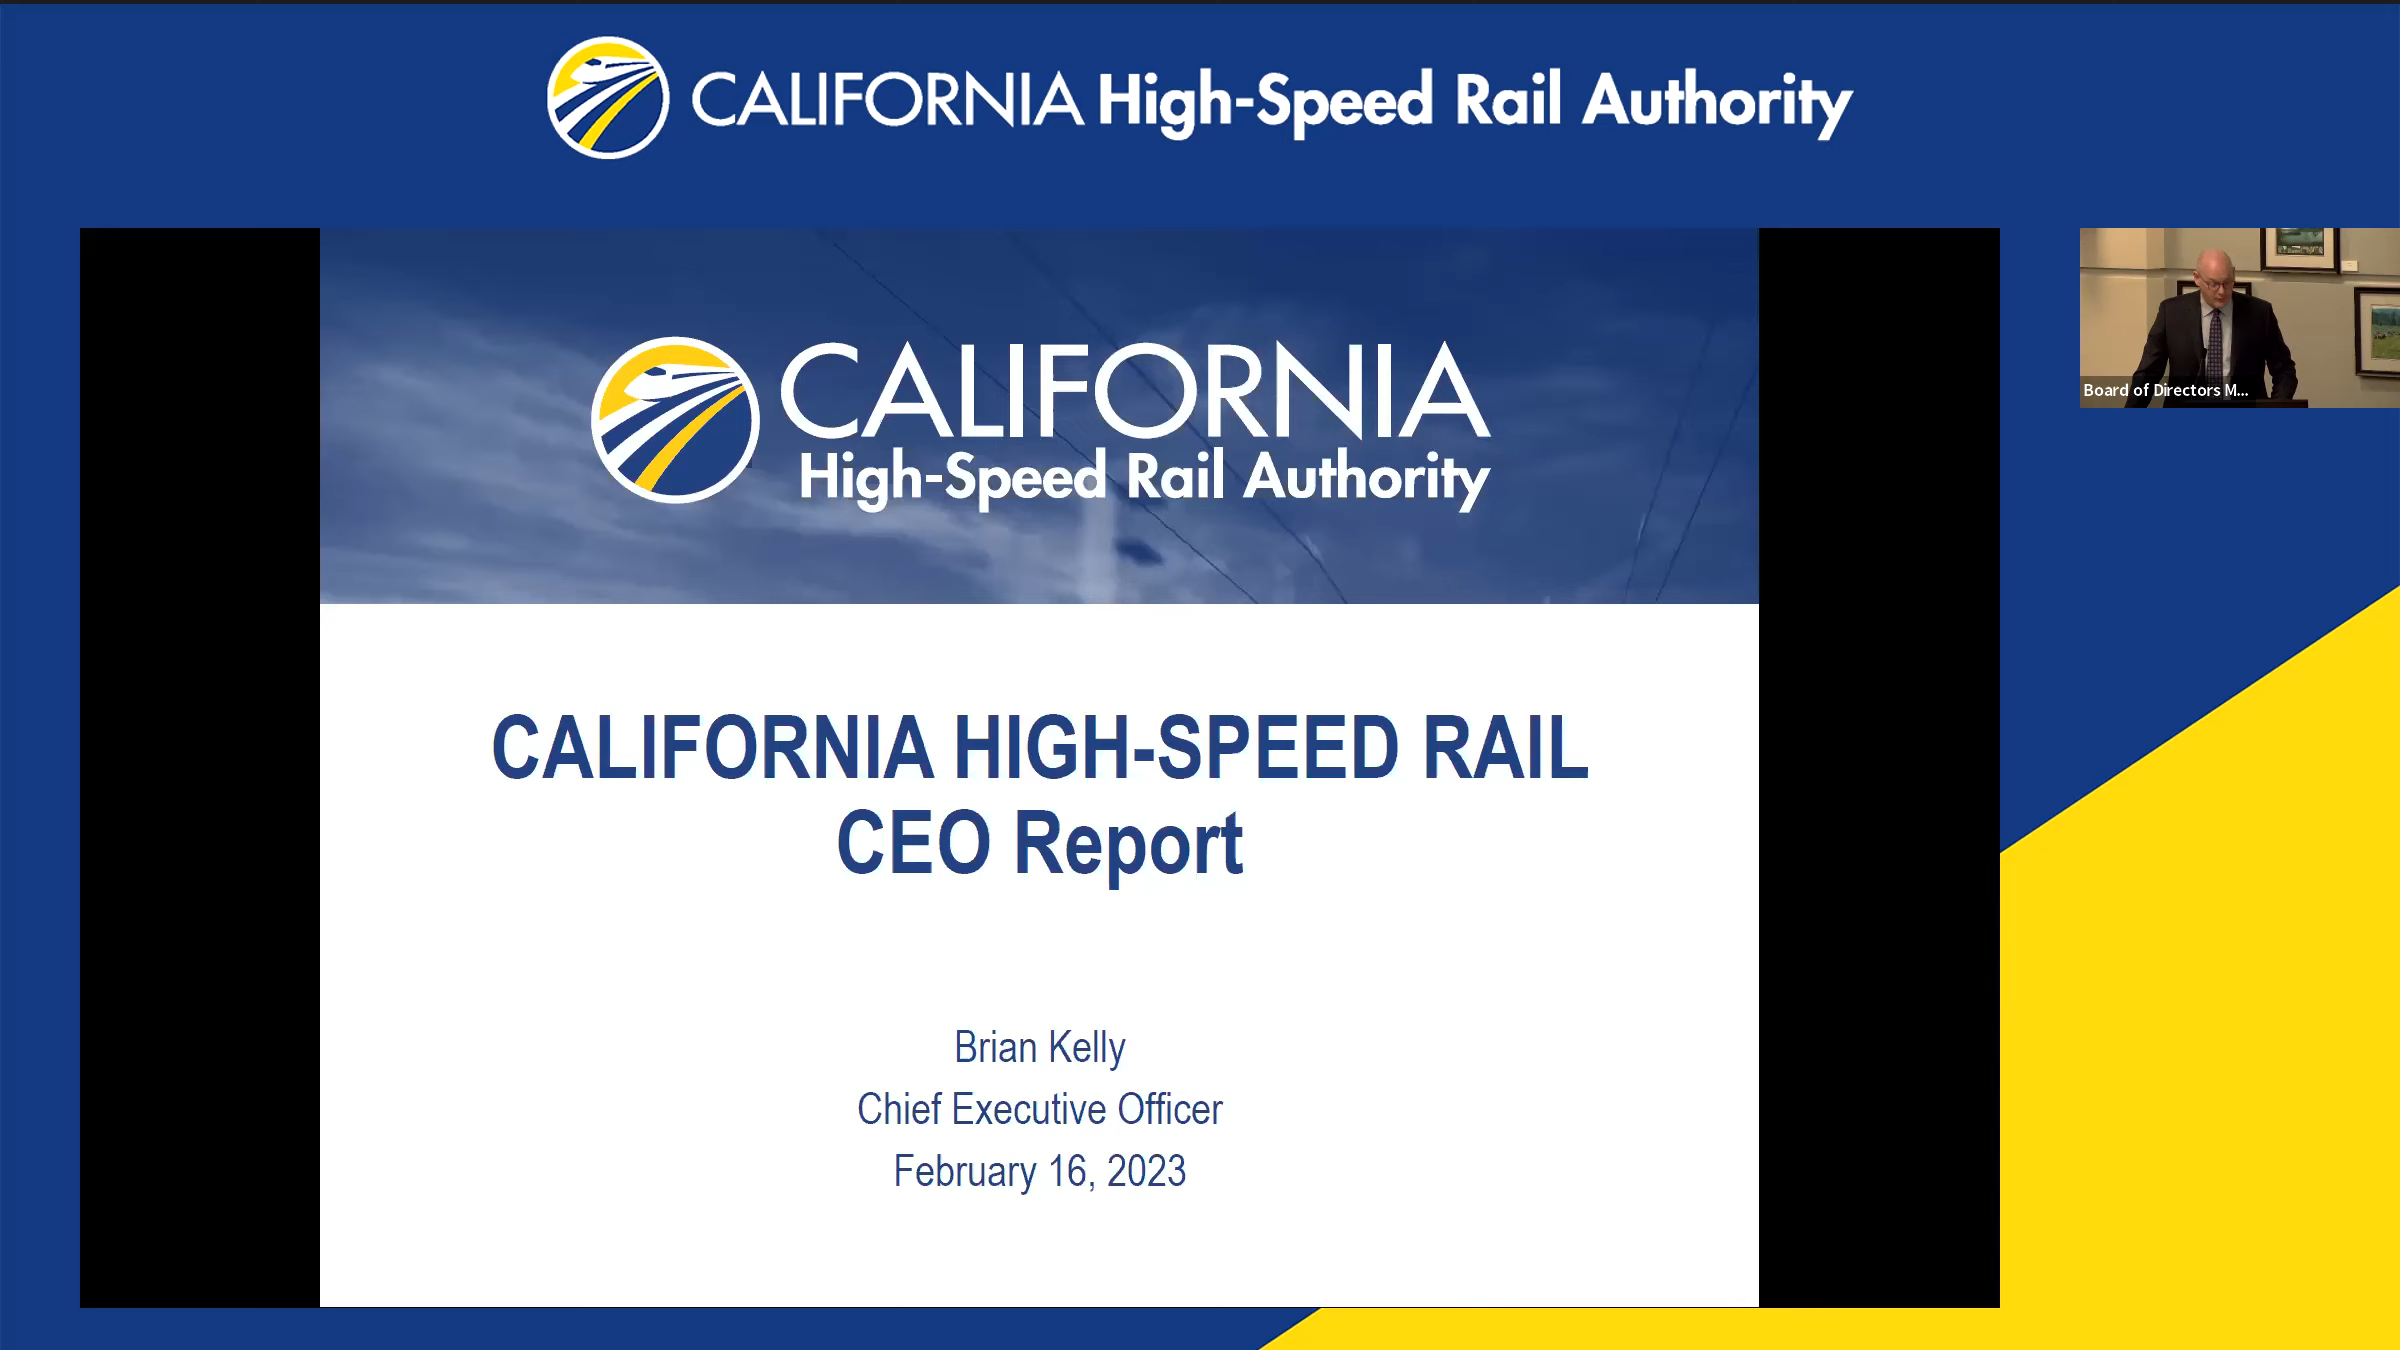 CALIFORNIA High-Speed Rail Authority
CALIFORNIA
High-Speed Rail Authority
Board of Directors M...
CALIFORNIA HIGH-SPEED RAIL
CEO Report
Brian Kelly
Chief Executive Officer
February 16, 2023